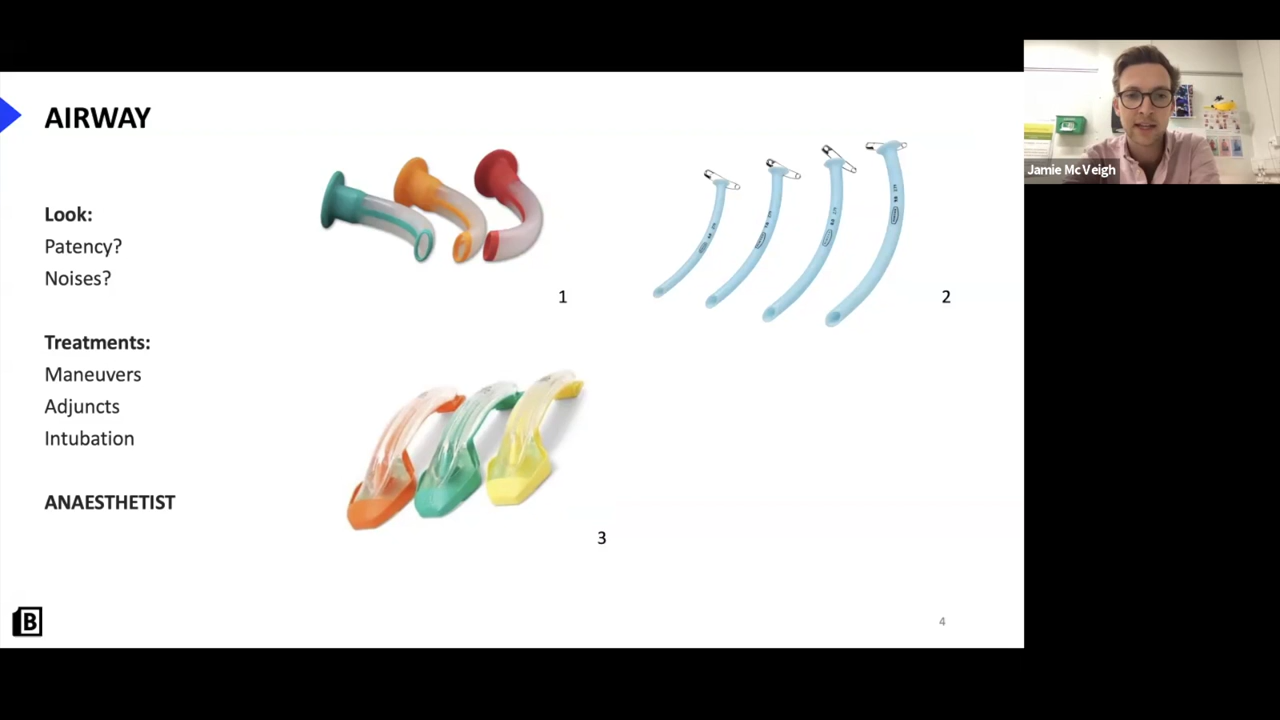 AIRWAY
Look:
Patency?
Noises?
Treatments:
Maneuvers
Adjuncts
Intubation
ANAESTHETIST
1
2
3
B
4
Jamie McVeigh